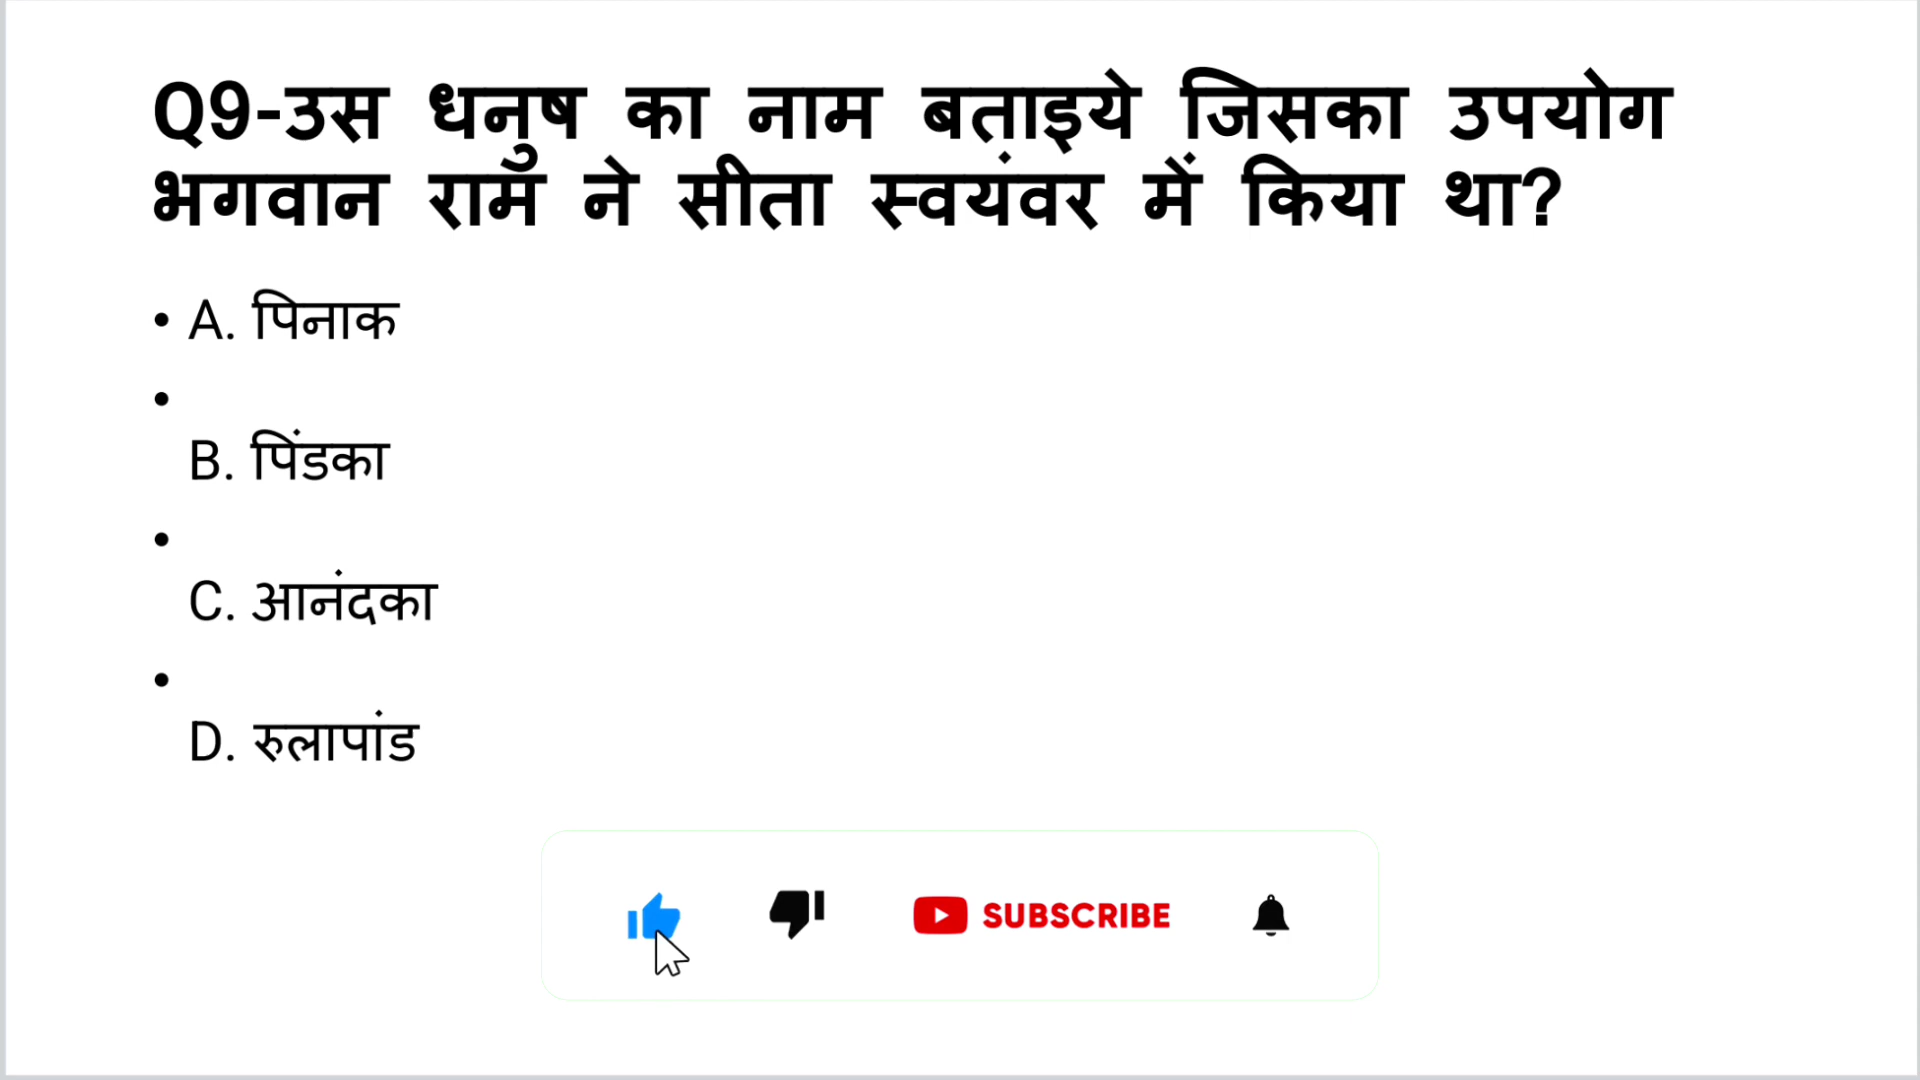 Q9-उस धनुष का नाम बताइये जिसका उपयोग
भगवान राम ने सीता स्वयंवर में किया था?
• A. पिनाक
•
B. पिंडका
•
C. आनंदका
•
D. रुलापांड
SUBSCRIBE